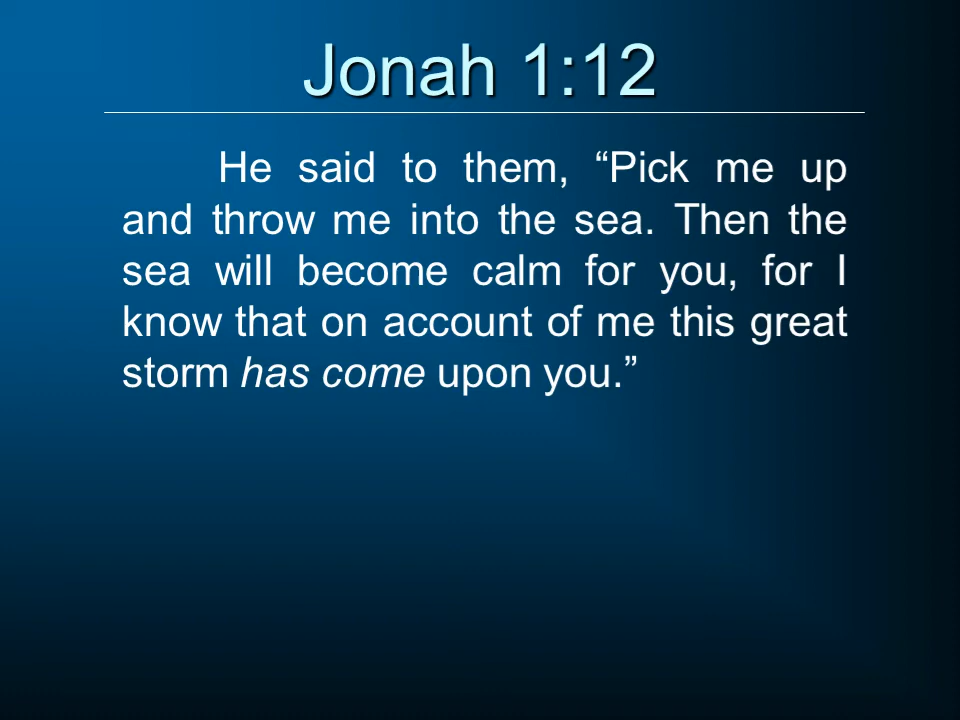 Jonah 1:12
He said to them, “Pick me up
and throw me into the sea. Then the
sea will become calm for you, for I
know that on account of me this great
storm has come upon you.”